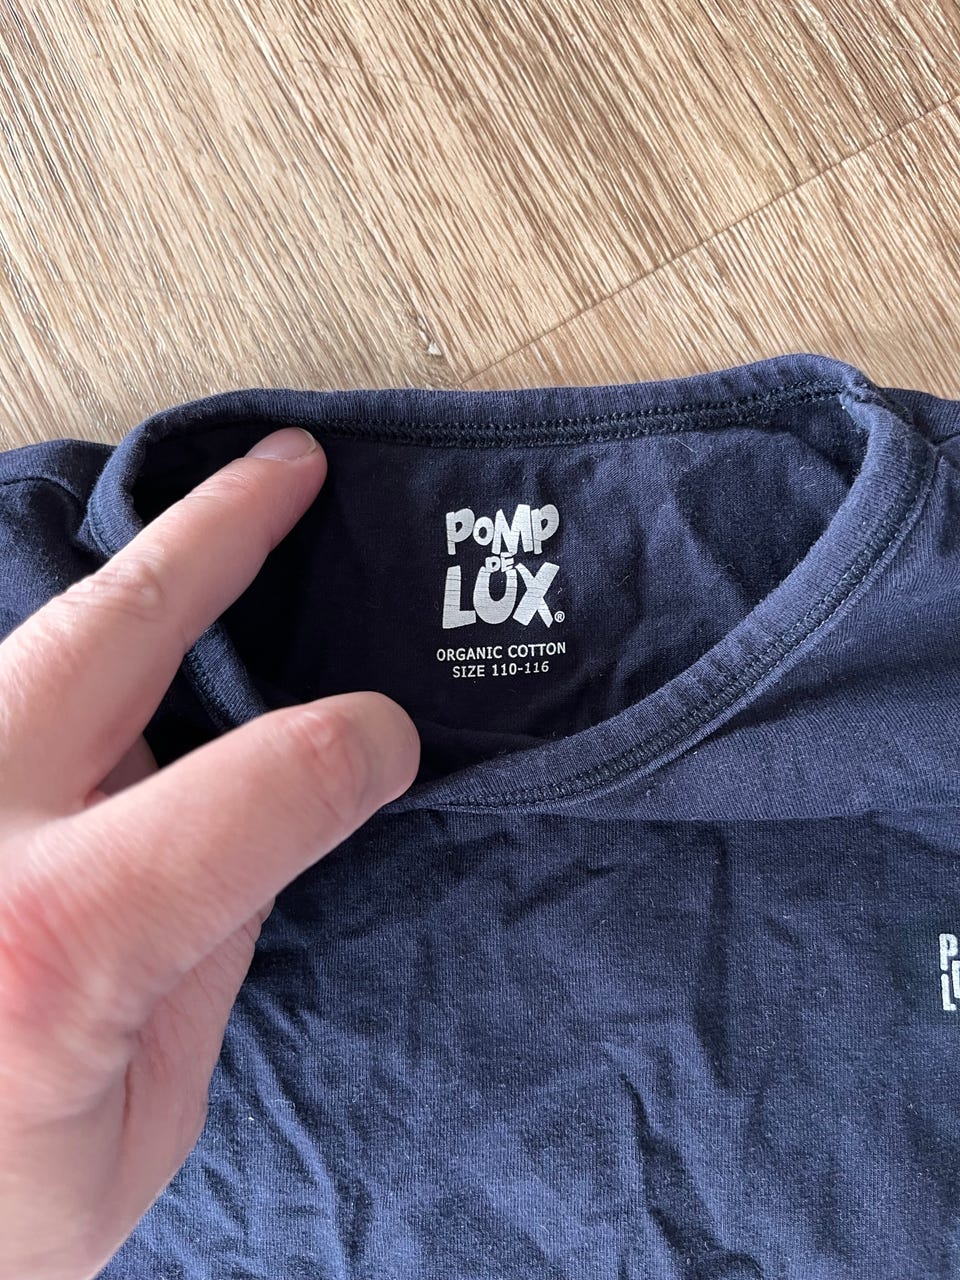 POMP
DE
LUX®
ORGANIC COTTON
SIZE 110-116